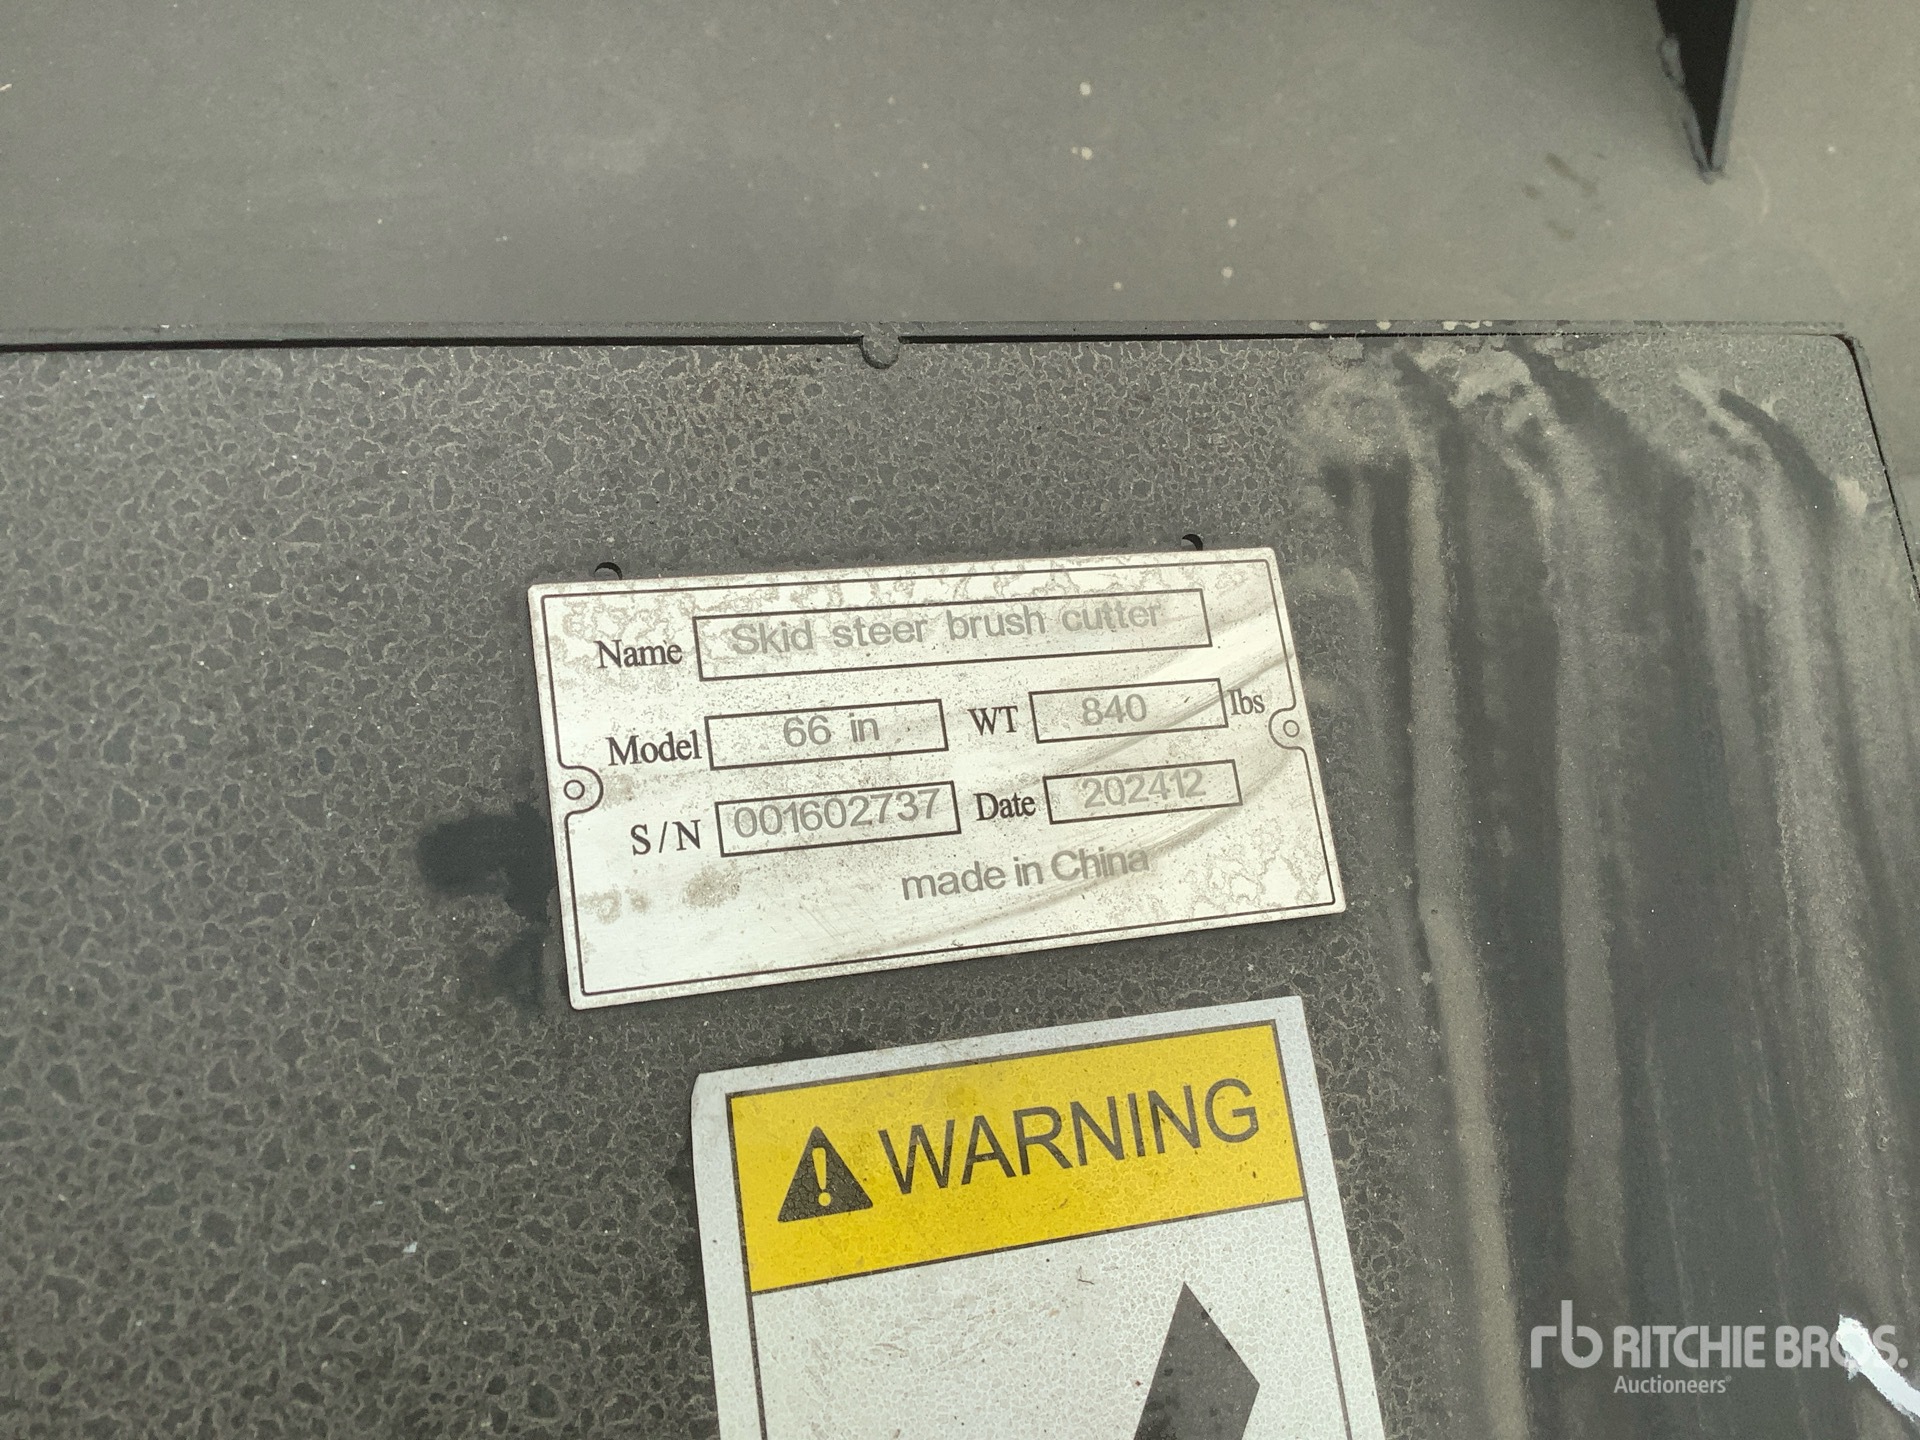 Name Skid steer brush cutter
Model 66 in WT 840 lbs
S/N 001602737 Date 202412
made in China
WARNING
rb RITCHIE BROS.
Auctioneers